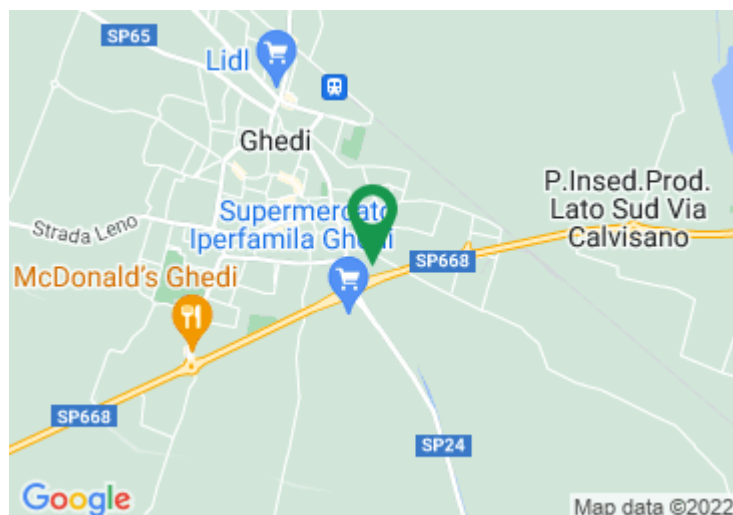 SP65
Lidl
Ghedi
P.Insed.Prod.
Lato Sud Via
Calvisano
Strada Leno
Supermercato
Iperfamila Ghedi
SP668
McDonald's Ghedi
SP668
SP24
Google
Map data ©2022